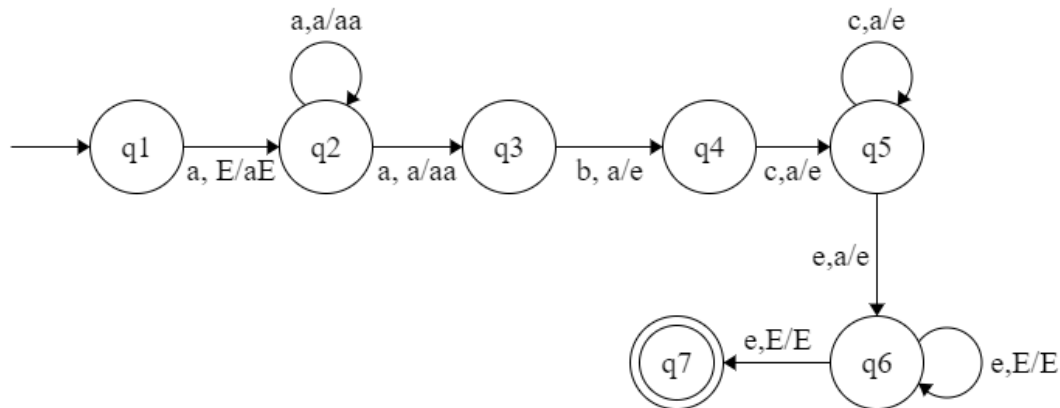 a,a/aa
c,a/e
q1
q2
q3
q4
q5
a, E/aE
a, a/aa
b, a/e
c,a/e
e,a/e
q7
e,E/E
q6
e,E/E